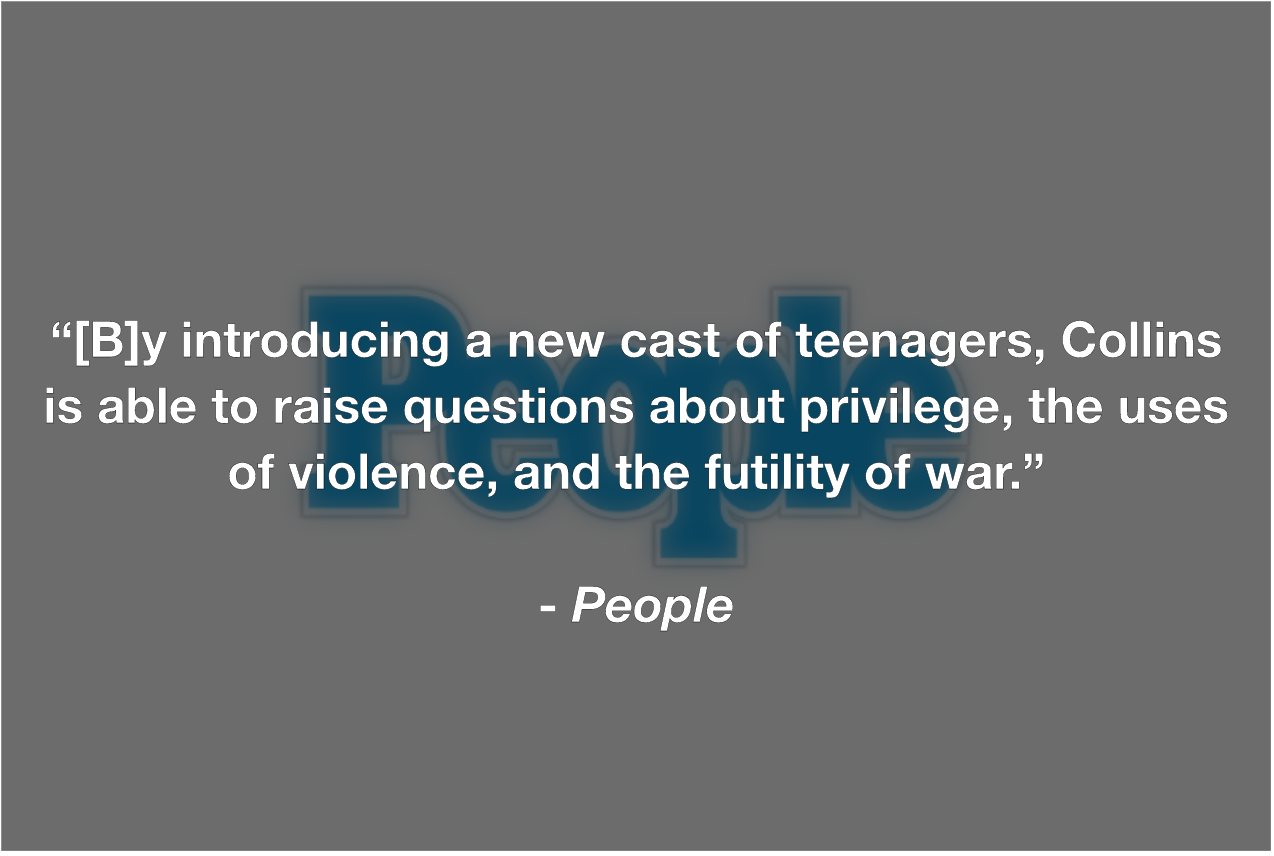 People
“[B]y introducing a new cast of teenagers, Collins
is able to raise questions about privilege, the uses
of violence, and the futility of war.”
- People